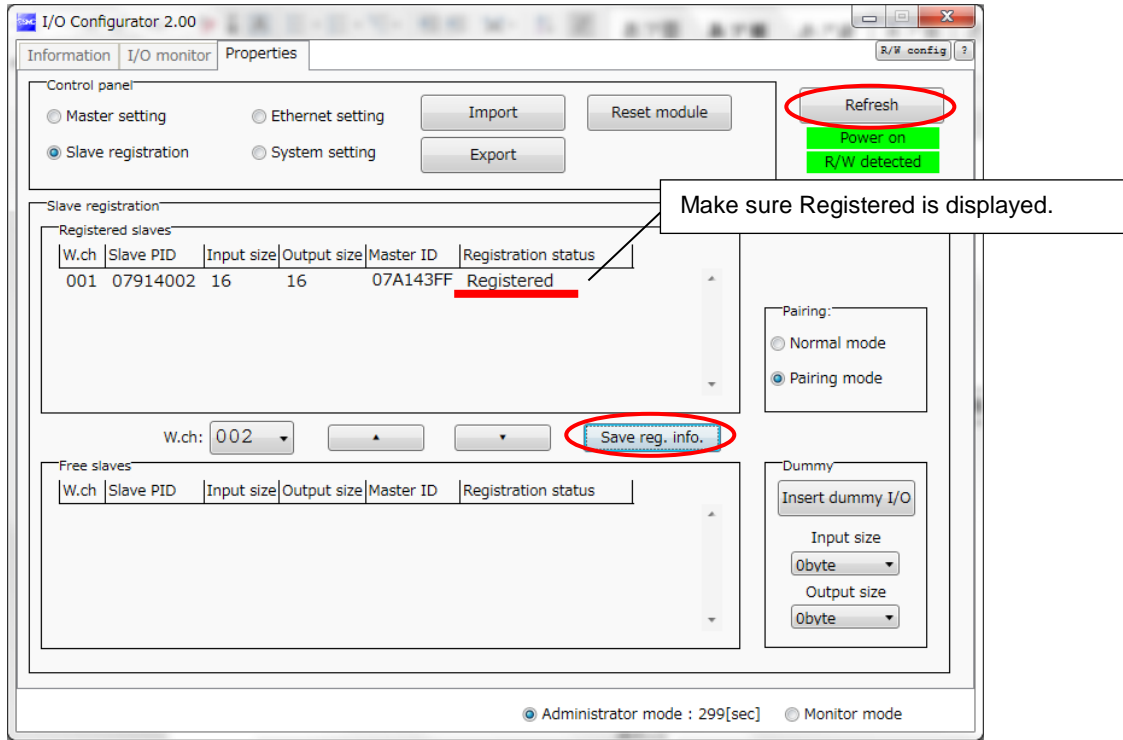 I/O Configurator 2.00
Information I/O monitor Properties R/W config ?
Control panel
Master setting Ethernet setting Import Reset module Refresh
Slave registration System setting Export
Power on
R/W detected
Make sure Registered is displayed.
Slave registration
Registered slaves
W.ch Slave PID Input size Output size Master ID Registration status
001 07914002 16 16 07A143FF Registered
Pairing:
Normal mode
Pairing mode
W.ch: 002 Save reg. info.
Free slaves
W.ch Slave PID Input size Output size Master ID Registration status
Dummy
Insert dummy I/O
Input size
0byte
Output size
0byte
Administrator mode : 299[sec] Monitor mode